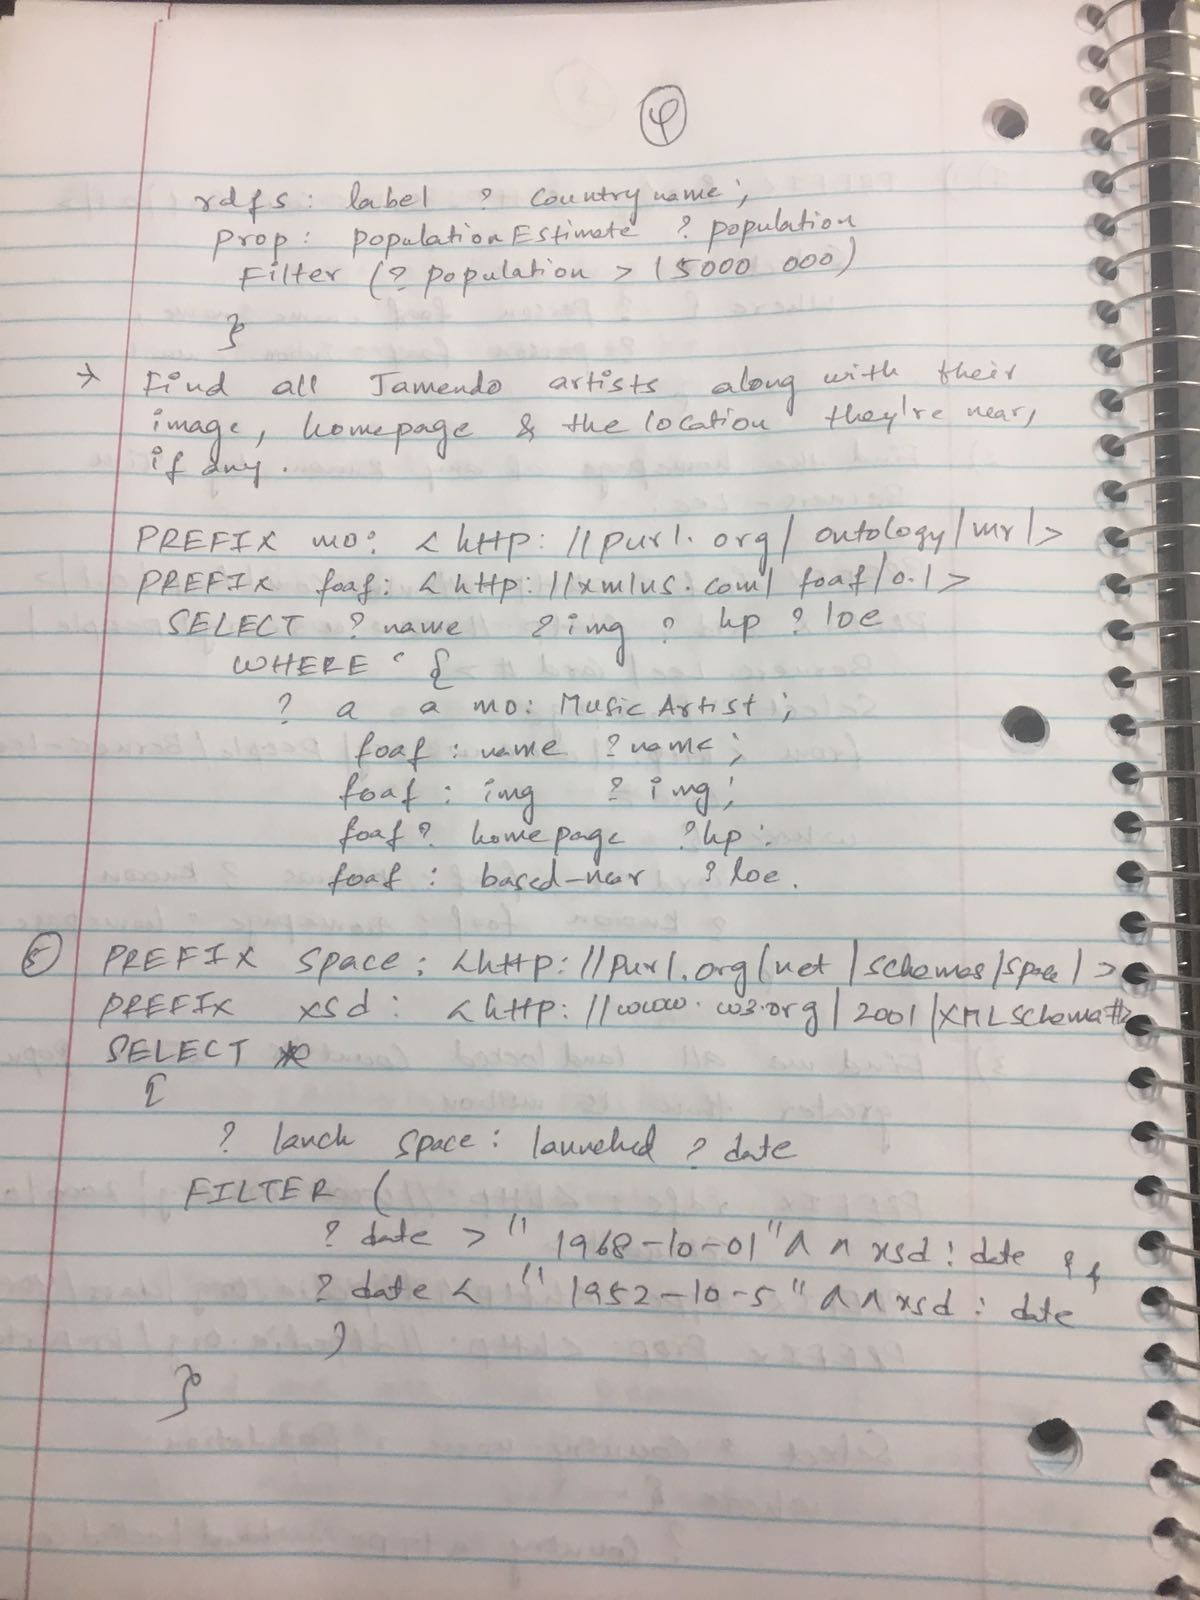 4
rdfs : label ? Country name ;
prop : populationEstimate ? population
Filter (? population > 15000 000)
}
→ Find all Jamendo artists along with their
image, homepage & the location they're near,
if any.
PREFIX mo: <http://purl.org/ontology/mr/>
PREFIX foaf: <http://xmlns.com/foaf/0.1>
SELECT ? name ? img ? hp ? loc
WHERE {
? a a mo: Music Artist ;
foaf : name ? name ;
foaf : img ? img ;
foaf ? homepage ? hp :
foaf : based-near ? loc .
5 PREFIX space : <http://purl.org/net/schemas/space/>
PREFIX xsd : <http://www.w3.org/2001/XMLSchema#>
SELECT *
{
? lanch space : launched ? date
FILTER (
? date > "1968-10-01"^^xsd : date &&
? date < "1952-10-5"^^xsd : date
)
}